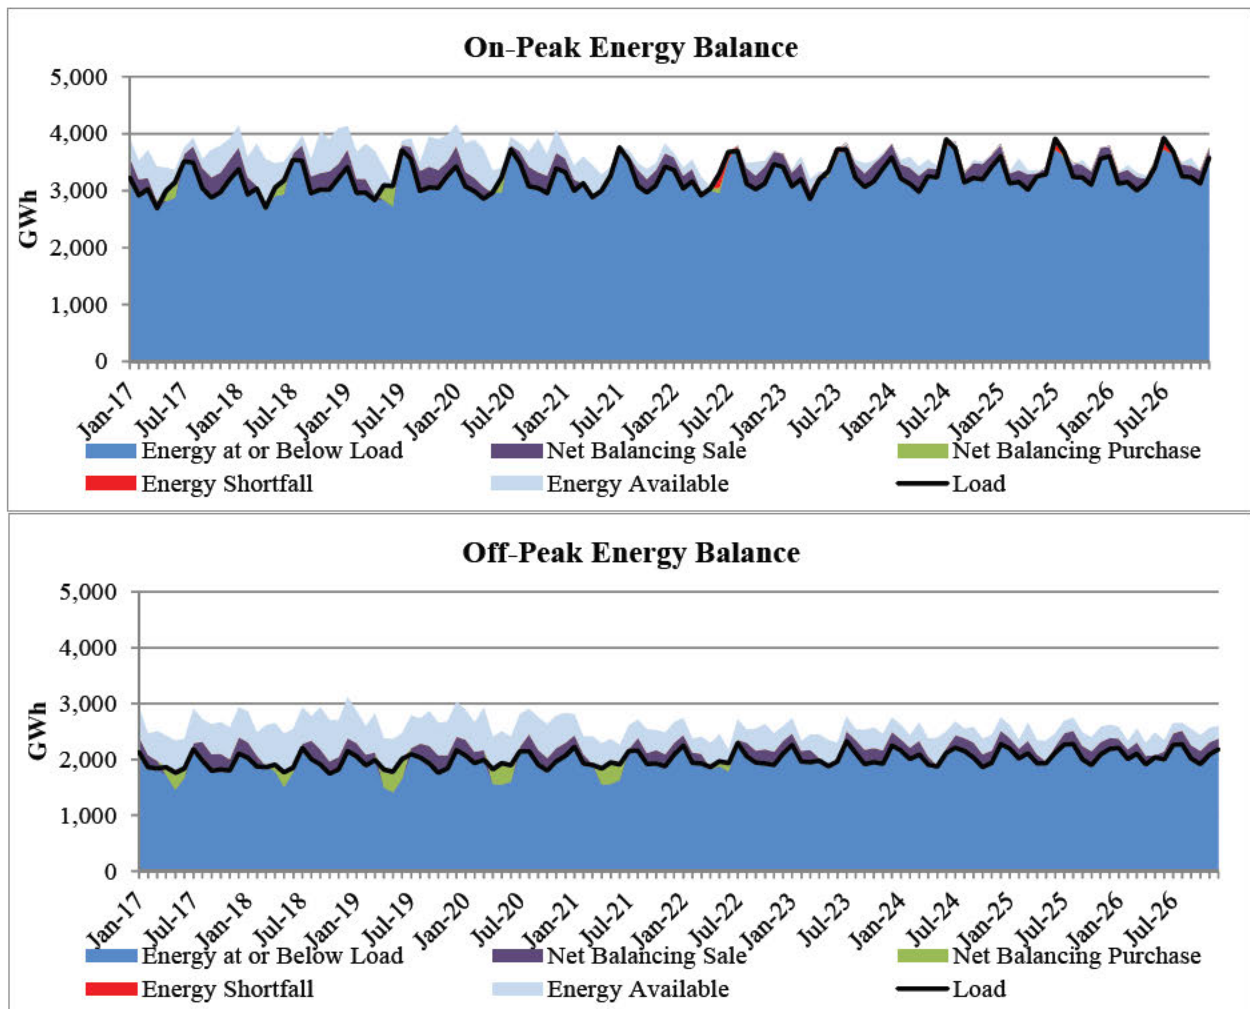 On-Peak Energy Balance
5,000
4,000
3,000
2,000
1,000
0
GWh
Jan-17
Jul-17
Jan-18
Jul-18
Jan-19
Jul-19
Jan-20
Jul-20
Jan-21
Jul-21
Jan-22
Jul-22
Jan-23
Jul-23
Jan-24
Jul-24
Jan-25
Jul-25
Jan-26
Jul-26
Energy at or Below Load
Net Balancing Sale
Net Balancing Purchase
Energy Shortfall
Energy Available
Load
Off-Peak Energy Balance
5,000
4,000
3,000
2,000
1,000
0
GWh
Jan-17
Jul-17
Jan-18
Jul-18
Jan-19
Jul-19
Jan-20
Jul-20
Jan-21
Jul-21
Jan-22
Jul-22
Jan-23
Jul-23
Jan-24
Jul-24
Jan-25
Jul-25
Jan-26
Jul-26
Energy at or Below Load
Net Balancing Sale
Net Balancing Purchase
Energy Shortfall
Energy Available
Load